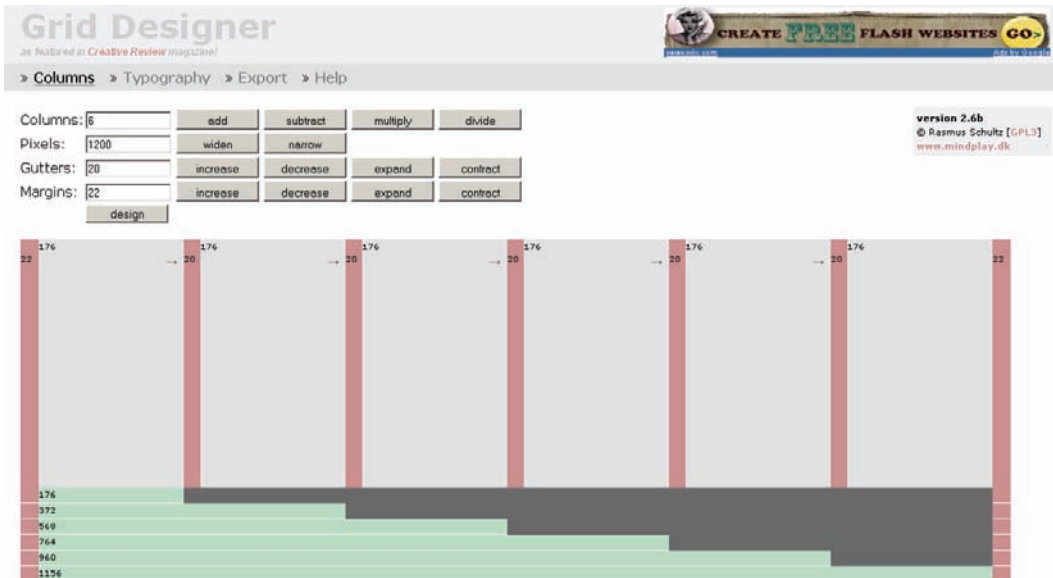 Grid Designer
as featured in Creative Review magazine!
CREATE FREE FLASH WEBSITES GO>
www.wix.com Ads by Google
» Columns » Typography » Export » Help
Columns: 6 add subtract multiply divide
Pixels: 1200 widen narrow
Gutters: 20 increase decrease expand contract
Margins: 22 increase decrease expand contract
design
version 2.6b
© Rasmus Schultz [GPL3]
www.mindplay.dk
176 176 176 176 176 176
22 → 20 → 20 → 20 → 20 → 20 22
176
372
568
764
960
1156